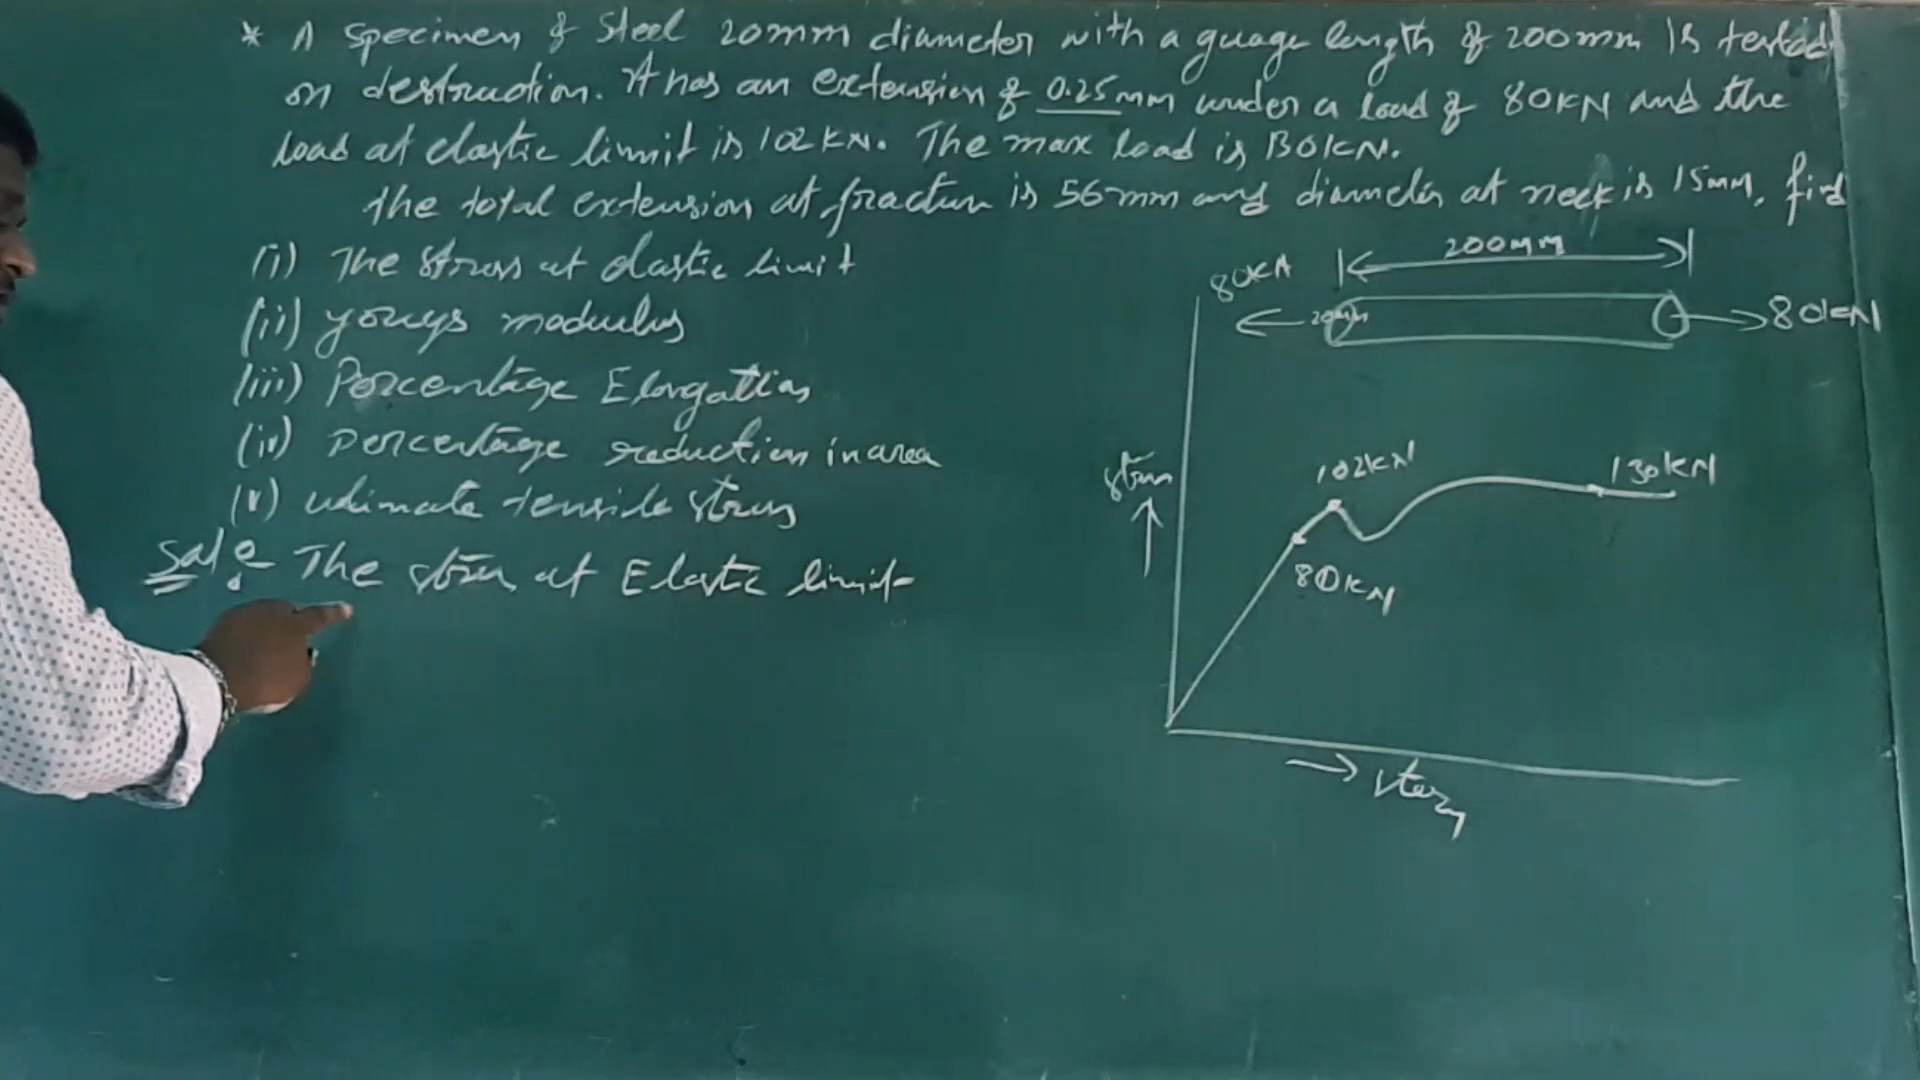 * A specimen of steel 20mm diameter with a guage length of 200mm is tested
on destruction. It has an extension of 0.25mm under a load of 80KN and the
load at elastic limit is 102KN. The max load is 130KN.
the total extension at fracture is 56mm and diameter at neck is 15mm, find
(i) The stress at elastic limit
(ii) youngs modulus
(iii) Percentage Elongation
(iv) percentage reduction in area
(v) ultimate tensile stress
Sol: The stress at Elastic limit
200mm
80KN
20mm
80KN
stress
102KN
130KN
80KN